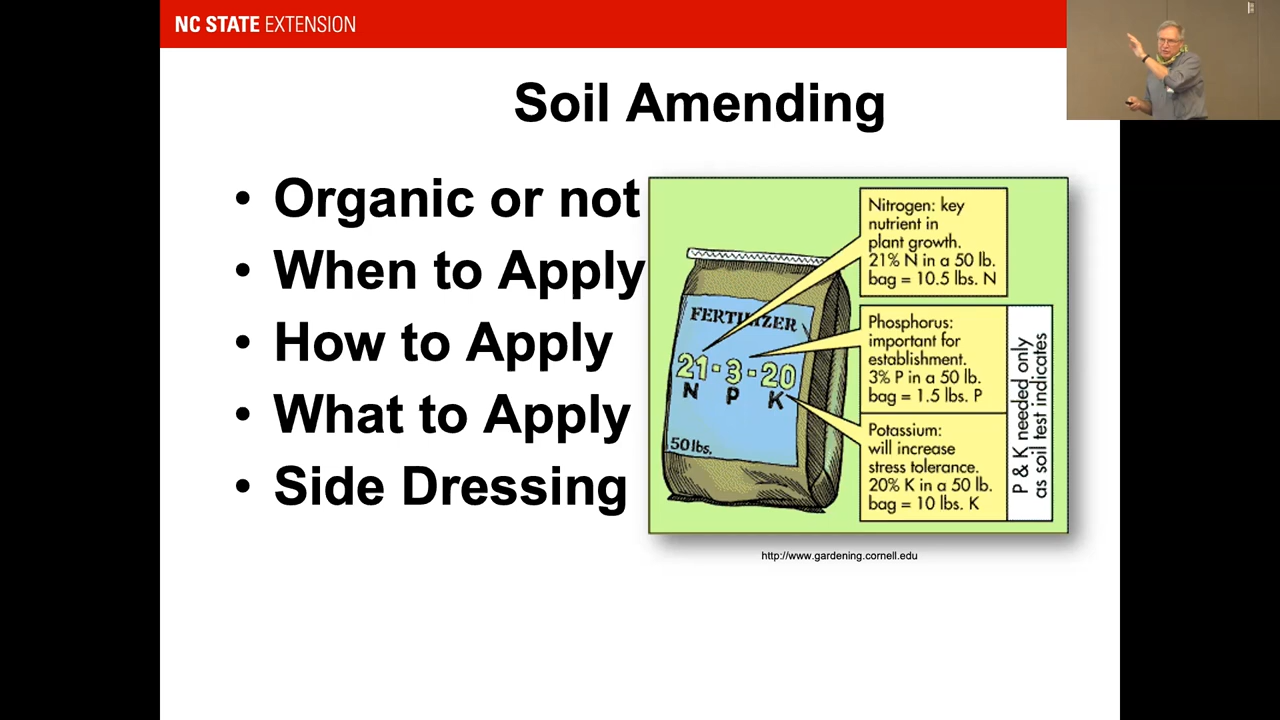 NC STATE EXTENSION
Soil Amending
• Organic or not
• When to Apply
• How to Apply
• What to Apply
• Side Dressing
FERTILIZER
21-3-20
N P K
50 lbs.
Nitrogen: key
nutrient in
plant growth.
21% N in a 50 lb.
bag = 10.5 lbs. N
Phosphorus:
important for
establishment.
3% P in a 50 lb.
bag = 1.5 lbs. P
Potassium:
will increase
stress tolerance.
20% K in a 50 lb.
bag = 10 lbs. K
P & K needed only
as soil test indicates
http://www.gardening.cornell.edu